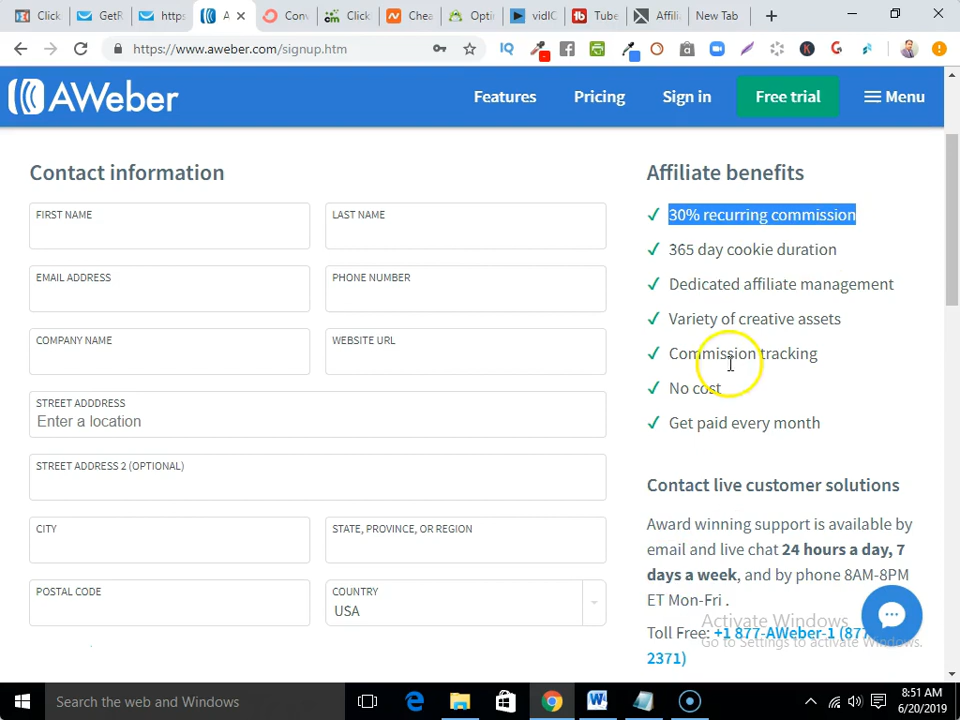 Click
GetR
https
A
Conv
Click
Chea
Opti
vidIC
Tube
Affili
New Tab
https://www.aweber.com/signup.htm
AWeber
Features
Pricing
Sign in
Free trial
Menu
Contact information
FIRST NAME
LAST NAME
EMAIL ADDRESS
PHONE NUMBER
COMPANY NAME
WEBSITE URL
STREET ADDDRESS
Enter a location
STREET ADDRESS 2 (OPTIONAL)
CITY
STATE, PROVINCE, OR REGION
POSTAL CODE
COUNTRY
USA
Affiliate benefits
30% recurring commission
365 day cookie duration
Dedicated affiliate management
Variety of creative assets
Commission tracking
No cost
Get paid every month
Contact live customer solutions
Award winning support is available by
email and live chat 24 hours a day, 7
days a week, and by phone 8AM-8PM
ET Mon-Fri .
Toll Free: +1 877-AWeber-1 (877
2371)
Activate Windows
Go to Settings to activate Windows.
Search the web and Windows
8:51 AM
6/20/2019